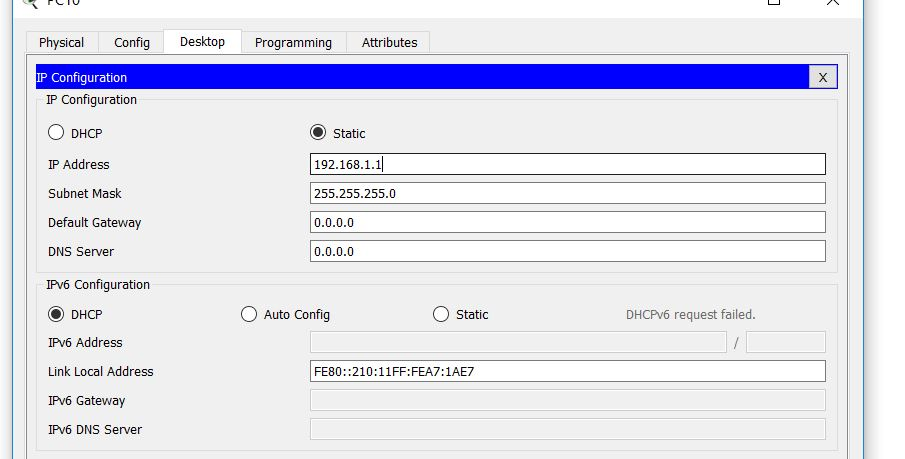 PC10
Physical Config Desktop Programming Attributes
IP Configuration X
IP Configuration
DHCP Static
IP Address 192.168.1.1
Subnet Mask 255.255.255.0
Default Gateway 0.0.0.0
DNS Server 0.0.0.0
IPv6 Configuration
DHCP Auto Config Static DHCPv6 request failed.
IPv6 Address /
Link Local Address FE80::210:11FF:FEA7:1AE7
IPv6 Gateway
IPv6 DNS Server